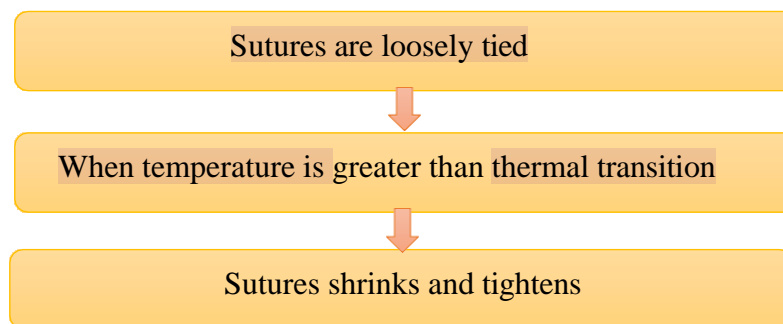 Sutures are loosely tied
When temperature is greater than thermal transition
Sutures shrinks and tightens